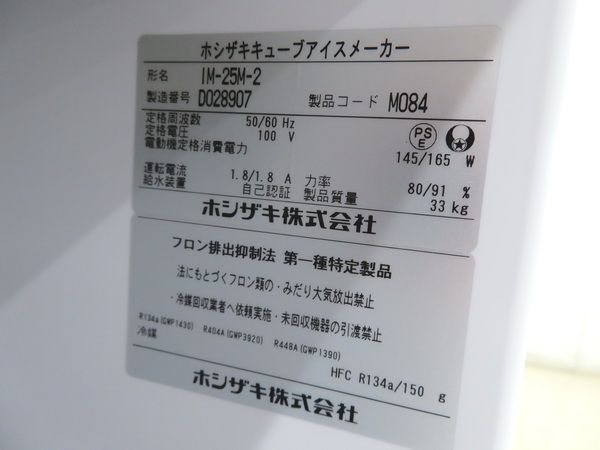 ホシザキキューブアイスメーカー
形名 IM-25M-2
製造番号 D028907 製品コード M084
定格周波数 50/60 Hz
定格電圧 100 V
電動機定格消費電力 145/165 W
PS
E
運転電流 1.8/1.8 A 力率 80/91 %
給水装置 自己認証 製品質量 33 kg
ホシザキ株式会社
フロン排出抑制法 第一種特定製品
法にもとづくフロン類の・みだり大気放出禁止
・冷媒回収業者へ依頼実施・未回収機器の引渡禁止
R134a(GWP1430) R404A(GWP3920) R448A(GWP1390)
冷媒 HFC R134a/150 g
ホシザキ株式会社